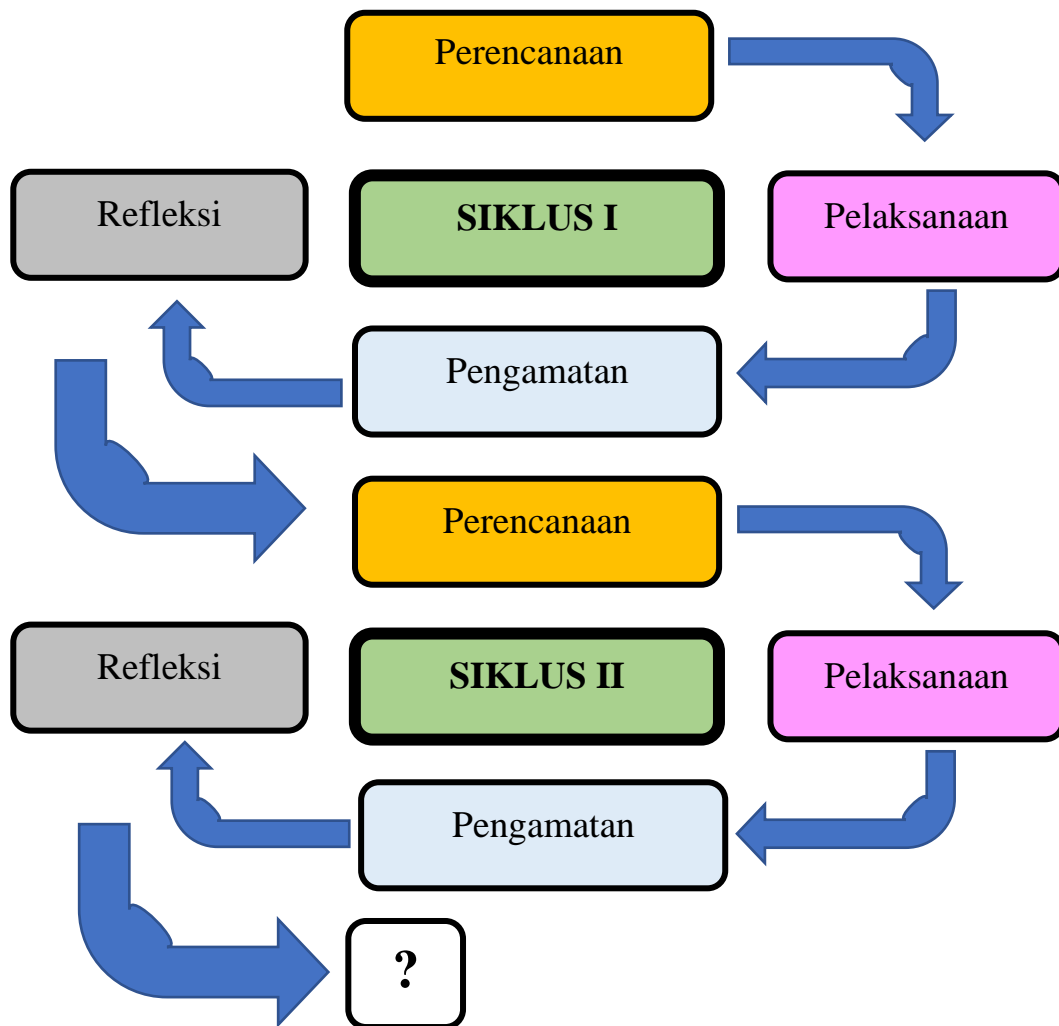 Perencanaan
Refleksi
SIKLUS I
Pelaksanaan
Pengamatan
Perencanaan
Refleksi
SIKLUS II
Pelaksanaan
Pengamatan
?